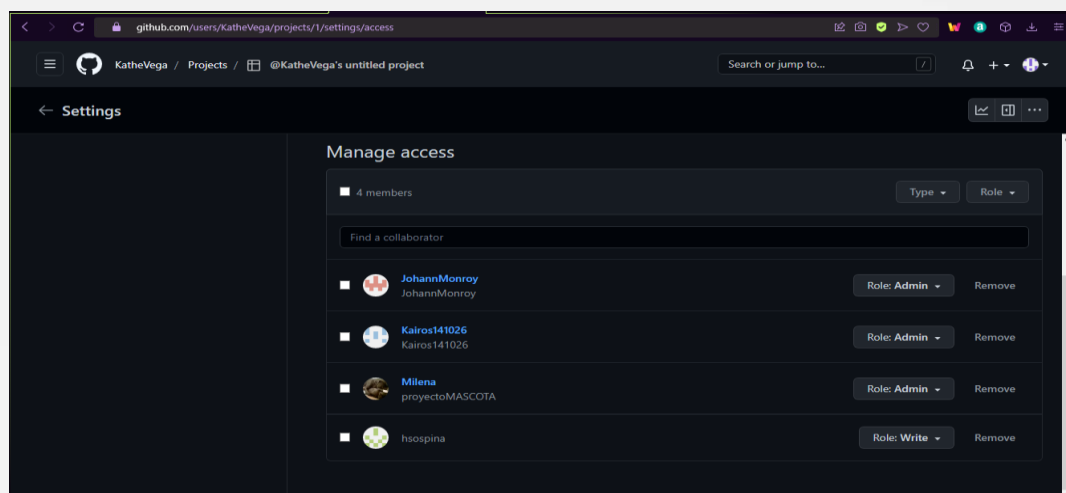 github.com/users/KatheVega/projects/1/settings/access
KatheVega / Projects / @KatheVega's untitled project
Search or jump to... /
Settings
Manage access
4 members
Type Role
Find a collaborator
JohannMonroy
JohannMonroy
Role: Admin Remove
Kairos141026
Kairos141026
Role: Admin Remove
Milena
proyectoMASCOTA
Role: Admin Remove
hsospina
Role: Write Remove